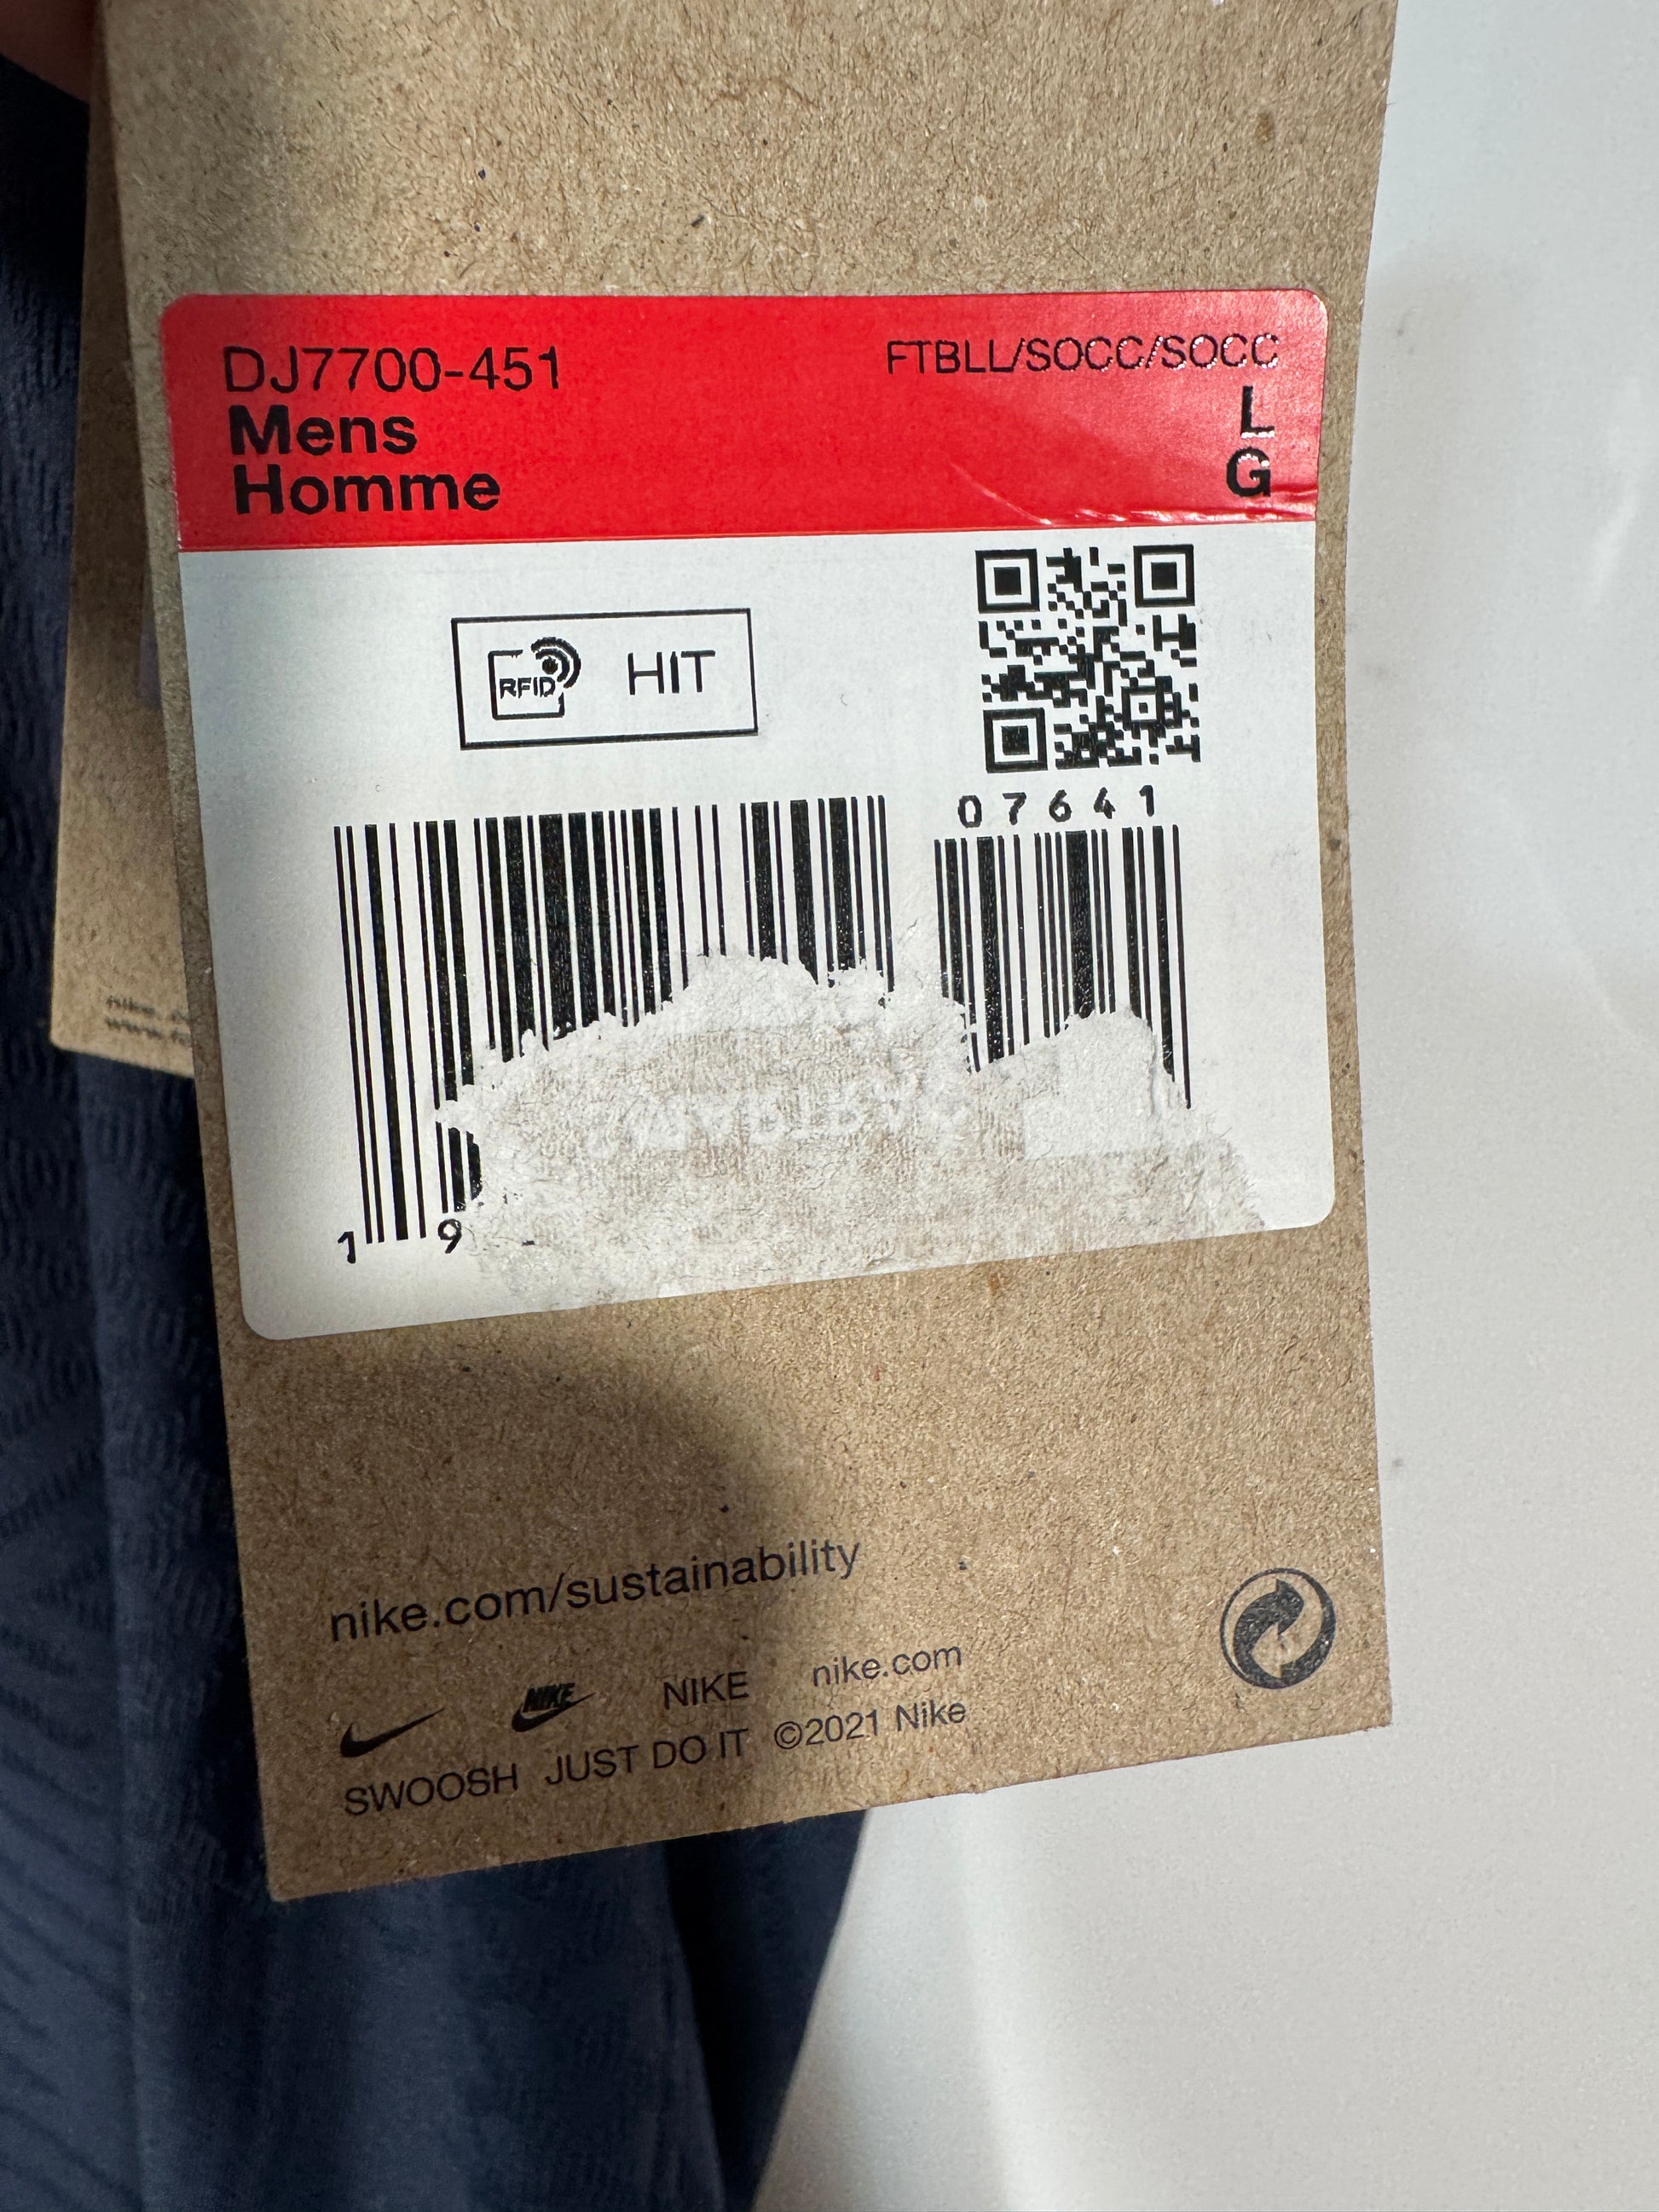 DJ7700-451
FTBLL/SOCC/SOCC
Mens
L
Homme
G
RFID HIT
07641
1 9
nike.com/sustainability
NIKE NIKE nike.com
SWOOSH JUST DO IT ©2021 Nike